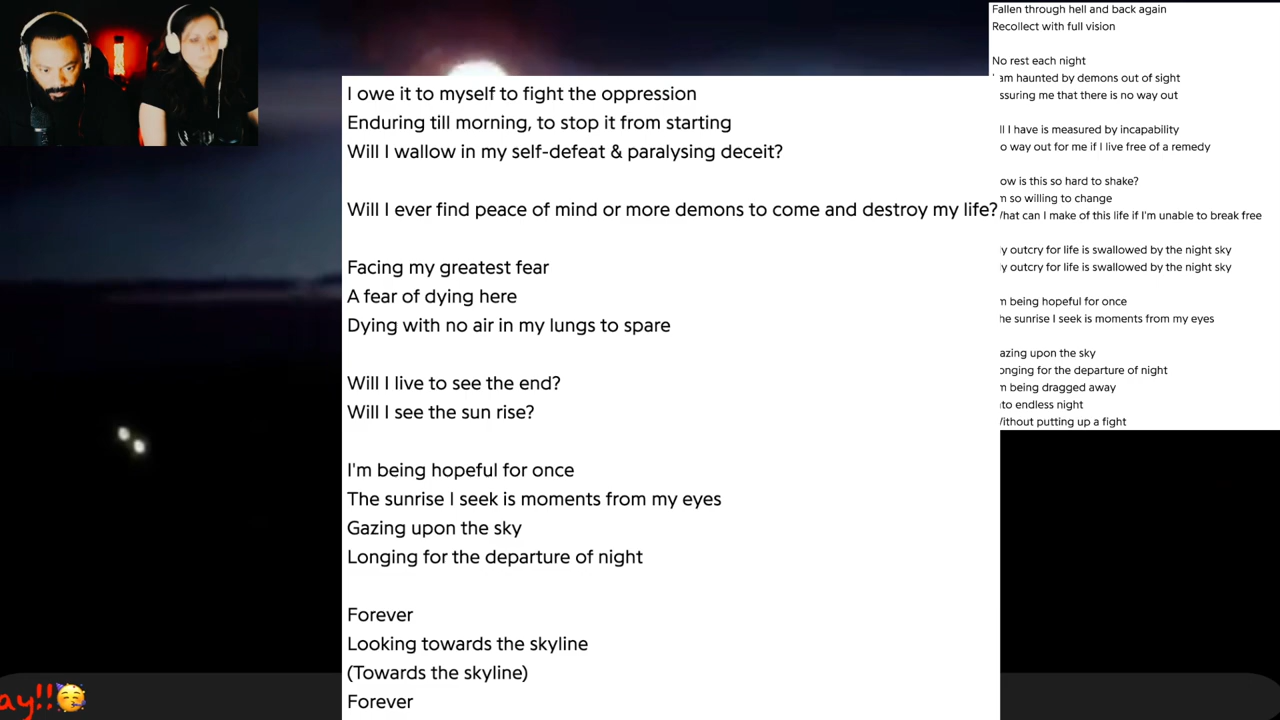 Fallen through hell and back again
Recollect with full vision
No rest each night
am haunted by demons out of sight
ssuring me that there is no way out
ll I have is measured by incapability
o way out for me if I live free of a remedy
ow is this so hard to shake?
m so willing to change
hat can I make of this life if I'm unable to break free
y outcry for life is swallowed by the night sky
y outcry for life is swallowed by the night sky
m being hopeful for once
he sunrise I seek is moments from my eyes
azing upon the sky
onging for the departure of night
m being dragged away
to endless night
ithout putting up a fight
I owe it to myself to fight the oppression
Enduring till morning, to stop it from starting
Will I wallow in my self-defeat & paralysing deceit?
Will I ever find peace of mind or more demons to come and destroy my life?
Facing my greatest fear
A fear of dying here
Dying with no air in my lungs to spare
Will I live to see the end?
Will I see the sun rise?
I'm being hopeful for once
The sunrise I seek is moments from my eyes
Gazing upon the sky
Longing for the departure of night
Forever
Looking towards the skyline
(Towards the skyline)
Forever
ay!!🥳